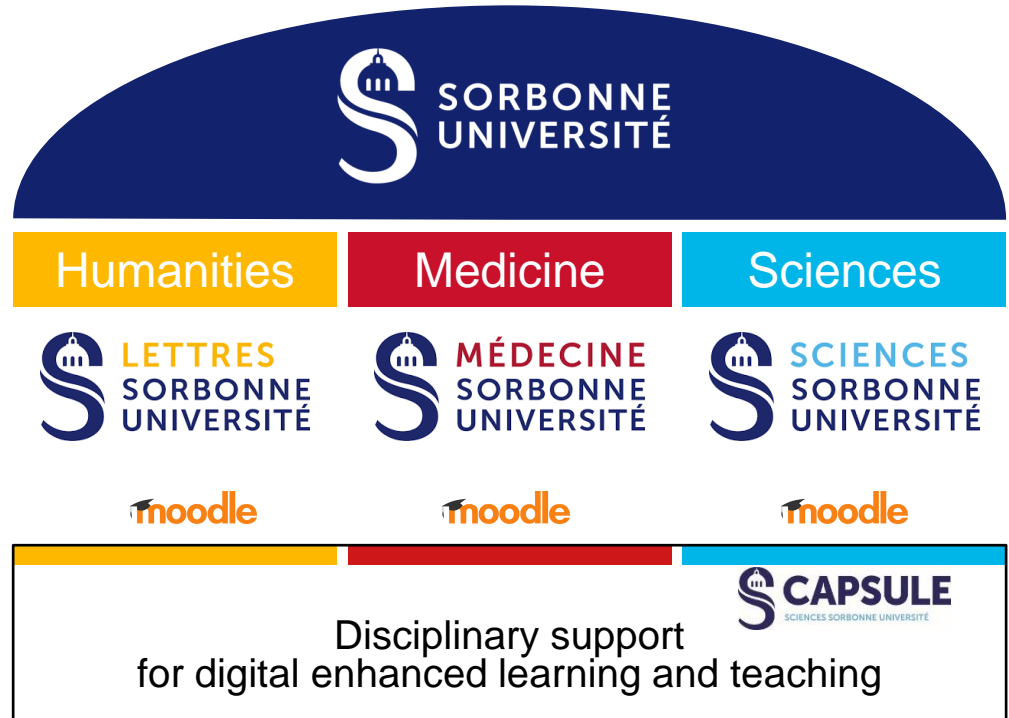 SORBONNE
UNIVERSITÉ
Humanities
Medicine
Sciences
LETTRES
SORBONNE
UNIVERSITÉ
MÉDECINE
SORBONNE
UNIVERSITÉ
SCIENCES
SORBONNE
UNIVERSITÉ
moodle
moodle
moodle
CAPSULE
SCIENCES SORBONNE UNIVERSITÉ
Disciplinary support
for digital enhanced learning and teaching